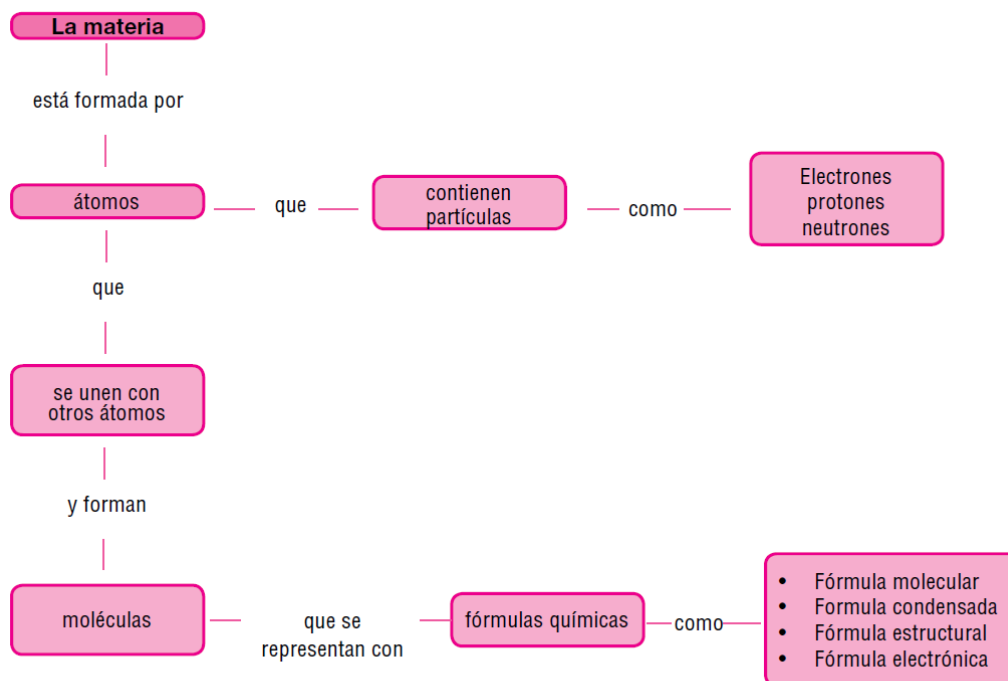 La materia
está formada por
átomos
que
contienen
partículas
como
Electrones
protones
neutrones
que
se unen con
otros átomos
y forman
moléculas
que se
representan con
fórmulas químicas
como
• Fórmula molecular
• Formula condensada
• Fórmula estructural
• Fórmula electrónica